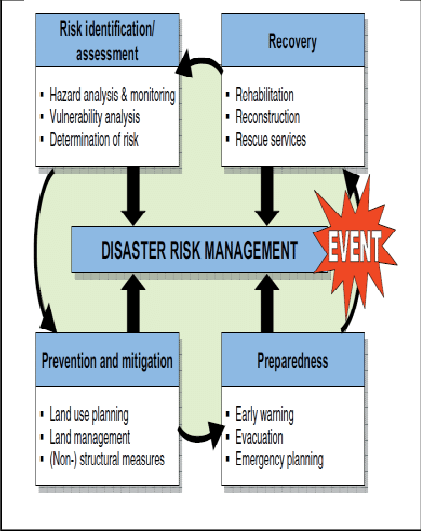 Risk identification/
assessment
▪ Hazard analysis & monitoring
▪ Vulnerability analysis
▪ Determination of risk
Recovery
▪ Rehabilitation
▪ Reconstruction
▪ Rescue services
DISASTER RISK MANAGEMENT
EVENT
Prevention and mitigation
▪ Land use planning
▪ Land management
▪ (Non-) structural measures
Preparedness
▪ Early warning
▪ Evacuation
▪ Emergency planning